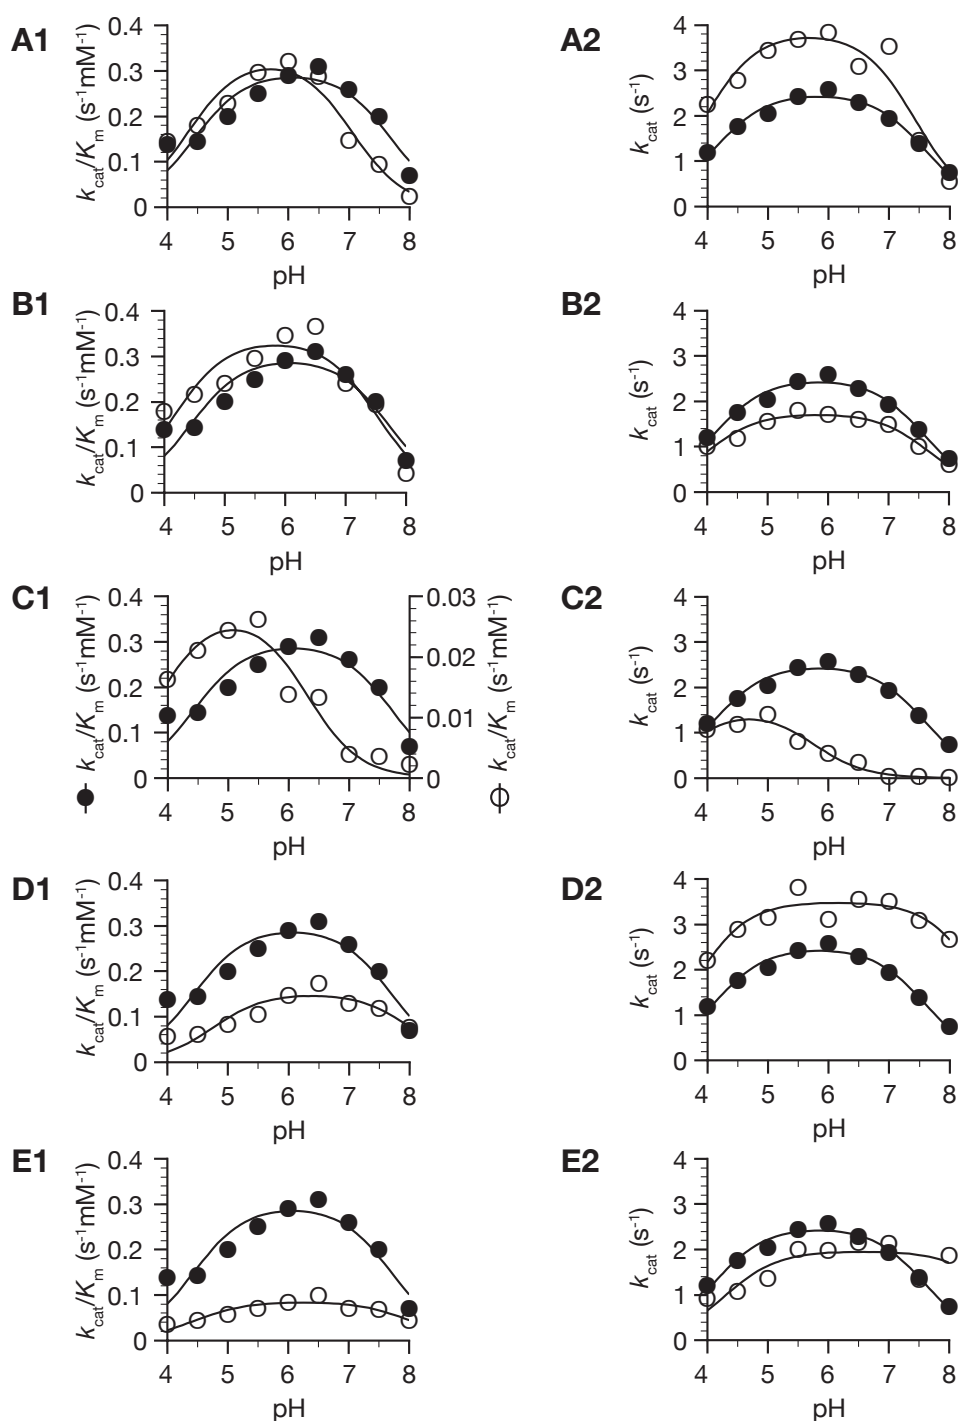 A1
k_cat/K_m (s⁻¹mM⁻¹)
0.4
0.3
0.2
0.1
0
4 5 6 7 8
pH
A2
k_cat (s⁻¹)
4
3
2
1
0
4 5 6 7 8
pH
B1
k_cat/K_m (s⁻¹mM⁻¹)
0.4
0.3
0.2
0.1
0
4 5 6 7 8
pH
B2
k_cat (s⁻¹)
4
3
2
1
0
4 5 6 7 8
pH
C1
k_cat/K_m (s⁻¹mM⁻¹)
0.4
0.3
0.2
0.1
0
4 5 6 7 8
pH
0.03
0.02
0.01
0
k_cat/K_m (s⁻¹mM⁻¹)
C2
k_cat (s⁻¹)
4
3
2
1
0
4 5 6 7 8
pH
D1
k_cat/K_m (s⁻¹mM⁻¹)
0.4
0.3
0.2
0.1
0
4 5 6 7 8
pH
D2
k_cat (s⁻¹)
4
3
2
1
0
4 5 6 7 8
pH
E1
k_cat/K_m (s⁻¹mM⁻¹)
0.4
0.3
0.2
0.1
0
4 5 6 7 8
pH
E2
k_cat (s⁻¹)
4
3
2
1
0
4 5 6 7 8
pH